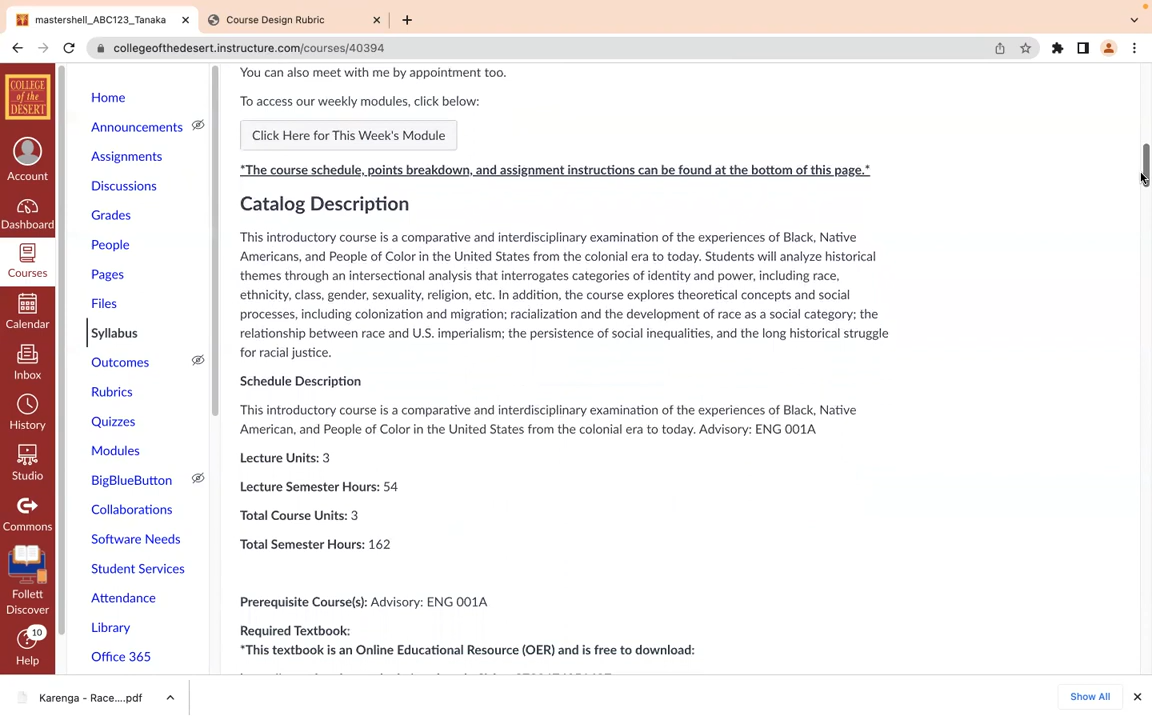 mastershell_ABC123_Tanaka
Course Design Rubric
collegeofthedesert.instructure.com/courses/40394
COLLEGE
of the
DESERT
Account
Dashboard
Courses
Calendar
Inbox
History
Studio
Commons
Follett
Discover
10
Help
Home
Announcements
Assignments
Discussions
Grades
People
Pages
Files
Syllabus
Outcomes
Rubrics
Quizzes
Modules
BigBlueButton
Collaborations
Software Needs
Student Services
Attendance
Library
Office 365
You can also meet with me by appointment too.
To access our weekly modules, click below:
Click Here for This Week's Module
*The course schedule, points breakdown, and assignment instructions can be found at the bottom of this page.*
Catalog Description
This introductory course is a comparative and interdisciplinary examination of the experiences of Black, Native
Americans, and People of Color in the United States from the colonial era to today. Students will analyze historical
themes through an intersectional analysis that interrogates categories of identity and power, including race,
ethnicity, class, gender, sexuality, religion, etc. In addition, the course explores theoretical concepts and social
processes, including colonization and migration; racialization and the development of race as a social category; the
relationship between race and U.S. imperialism; the persistence of social inequalities, and the long historical struggle
for racial justice.
Schedule Description
This introductory course is a comparative and interdisciplinary examination of the experiences of Black, Native
American, and People of Color in the United States from the colonial era to today. Advisory: ENG 001A
Lecture Units: 3
Lecture Semester Hours: 54
Total Course Units: 3
Total Semester Hours: 162
Prerequisite Course(s): Advisory: ENG 001A
Required Textbook:
*This textbook is an Online Educational Resource (OER) and is free to download:
Karenga - Race....pdf
Show All